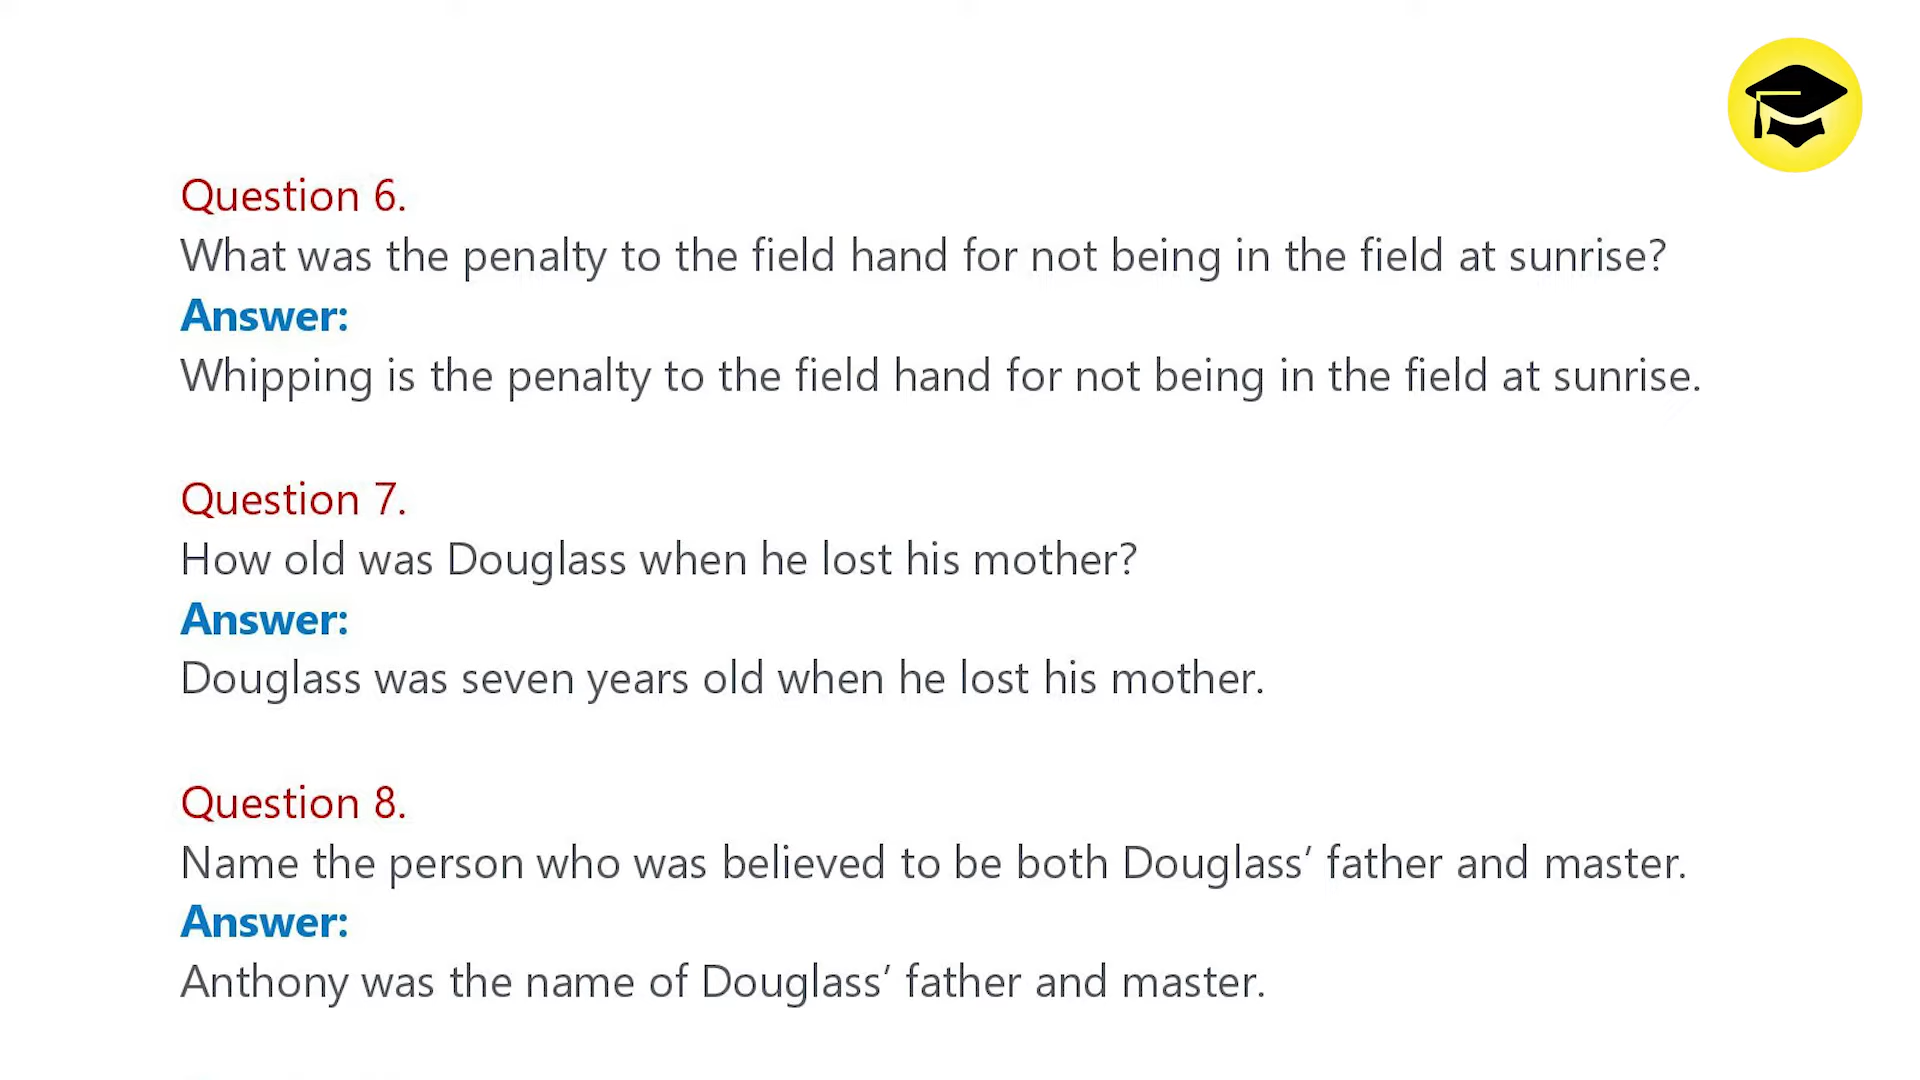 Question 6.
What was the penalty to the field hand for not being in the field at sunrise?
Answer:
Whipping is the penalty to the field hand for not being in the field at sunrise.
Question 7.
How old was Douglass when he lost his mother?
Answer:
Douglass was seven years old when he lost his mother.
Question 8.
Name the person who was believed to be both Douglass’ father and master.
Answer:
Anthony was the name of Douglass’ father and master.